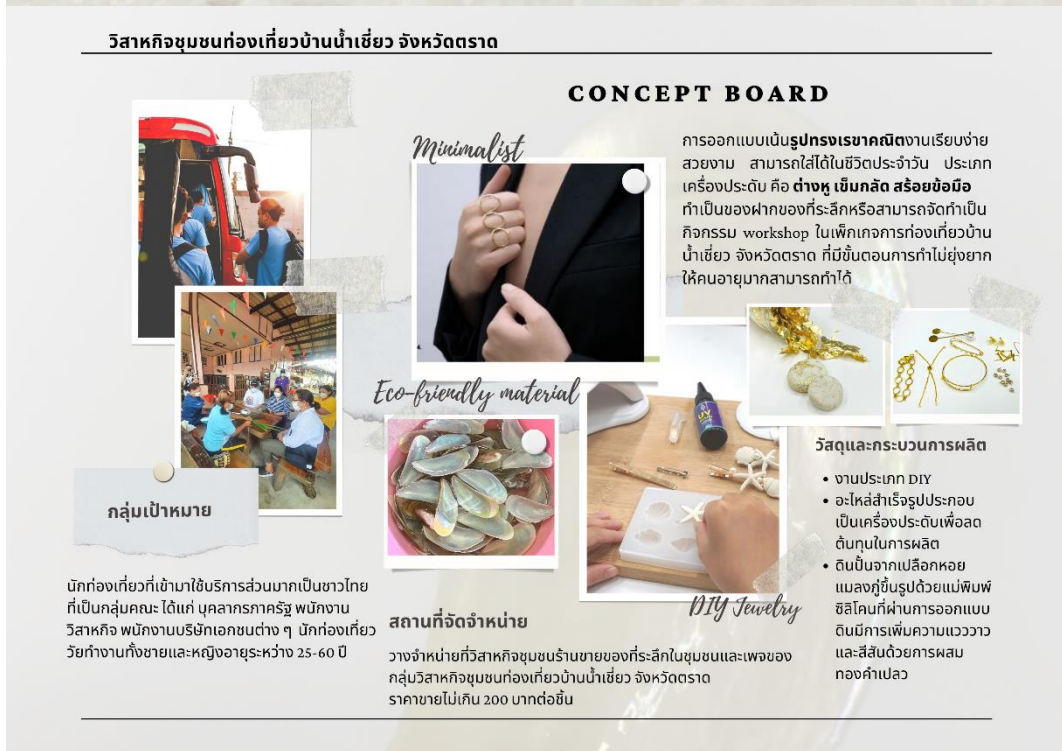 วิสาหกิจชุมชนท่องเที่ยวบ้านน้ำเชี่ยว จังหวัดตราด
CONCEPT BOARD
Minimalist
การออกแบบเน้นรูปทรงเรขาคณิตงานเรียบง่าย
สวยงาม สามารถใส่ได้ในชีวิตประจำวัน ประเภท
เครื่องประดับ คือ ต่างหู เข็มกลัด สร้อยข้อมือ
ทำเป็นของฝากของที่ระลึกหรือสามารถจัดทำเป็น
กิจกรรม workshop ในแพ็กเกจการท่องเที่ยวบ้าน
น้ำเชี่ยว จังหวัดตราด ที่มีขั้นตอนการทำไม่ยุ่งยาก
ให้คนอายุมากสามารถทำได้
Eco-friendly material
UV
วัสดุและกระบวนการผลิต
• งานประเภท DIY
• อะไหล่สำเร็จรูปประกอบ
เป็นเครื่องประดับเพื่อลด
ต้นทุนในการผลิต
• ดินปั้นจากเปลือกหอย
แมลงภู่ขึ้นรูปด้วยแม่พิมพ์
ซิลิโคนที่ผ่านการออกแบบ
ดินมีการเพิ่มความแวววาว
และสีสันด้วยการผสม
ทองคำเปลว
DIY Jewelry
กลุ่มเป้าหมาย
นักท่องเที่ยวที่เข้ามาใช้บริการส่วนมากเป็นชาวไทย
ที่เป็นกลุ่มคณะ ได้แก่ บุคลากรภาครัฐ พนักงาน
วิสาหกิจ พนักงานบริษัทเอกชนต่าง ๆ นักท่องเที่ยว
วัยทำงานทั้งชายและหญิงอายุระหว่าง 25-60 ปี
สถานที่จัดจำหน่าย
วางจำหน่ายที่วิสาหกิจชุมชนร้านขายของที่ระลึกในชุมชนและเพจของ
กลุ่มวิสาหกิจชุมชนท่องเที่ยวบ้านน้ำเชี่ยว จังหวัดตราด
ราคาขายไม่เกิน 200 บาทต่อชิ้น